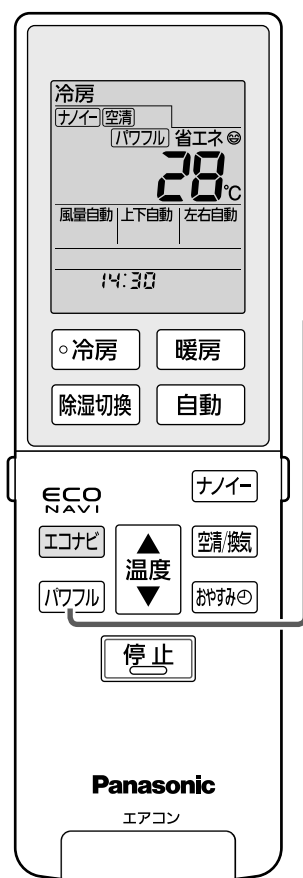 冷房
ナノイー 空清
パワフル 省エネ
28℃
風量自動 上下自動 左右自動
14:30
冷房 暖房
除湿切換 自動
ECO NAVI
ナノイー
エコナビ
▲
温度
▼
空清/換気
パワフル
おやすみ
停止
Panasonic
エアコン